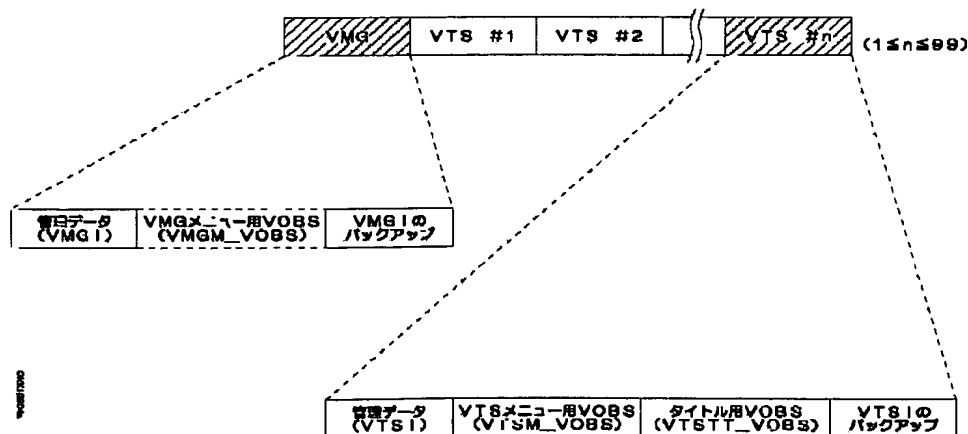 VMG VTS #1 VTS #2 VTS #n (1≤n≤99)
管理データ
(VMGI)
VMGメニュー用VOBS
(VMGM_VOBS)
VMGIの
バックアップ
管理データ
(VTSI)
VTSメニュー用VOBS
(VTSM_VOBS)
タイトル用VOBS
(VTSTT_VOBS)
VTSIの
バックアップ